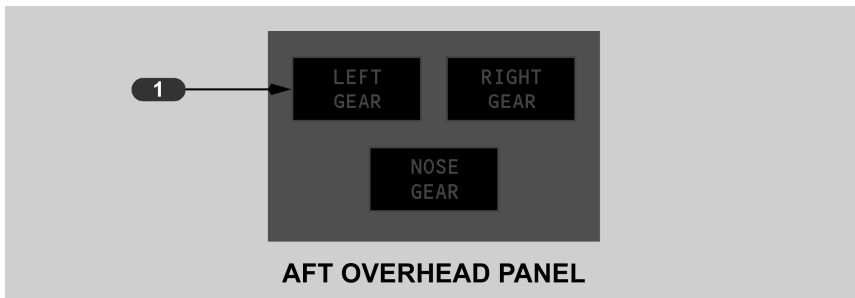 1
LEFT
GEAR
RIGHT
GEAR
NOSE
GEAR
AFT OVERHEAD PANEL